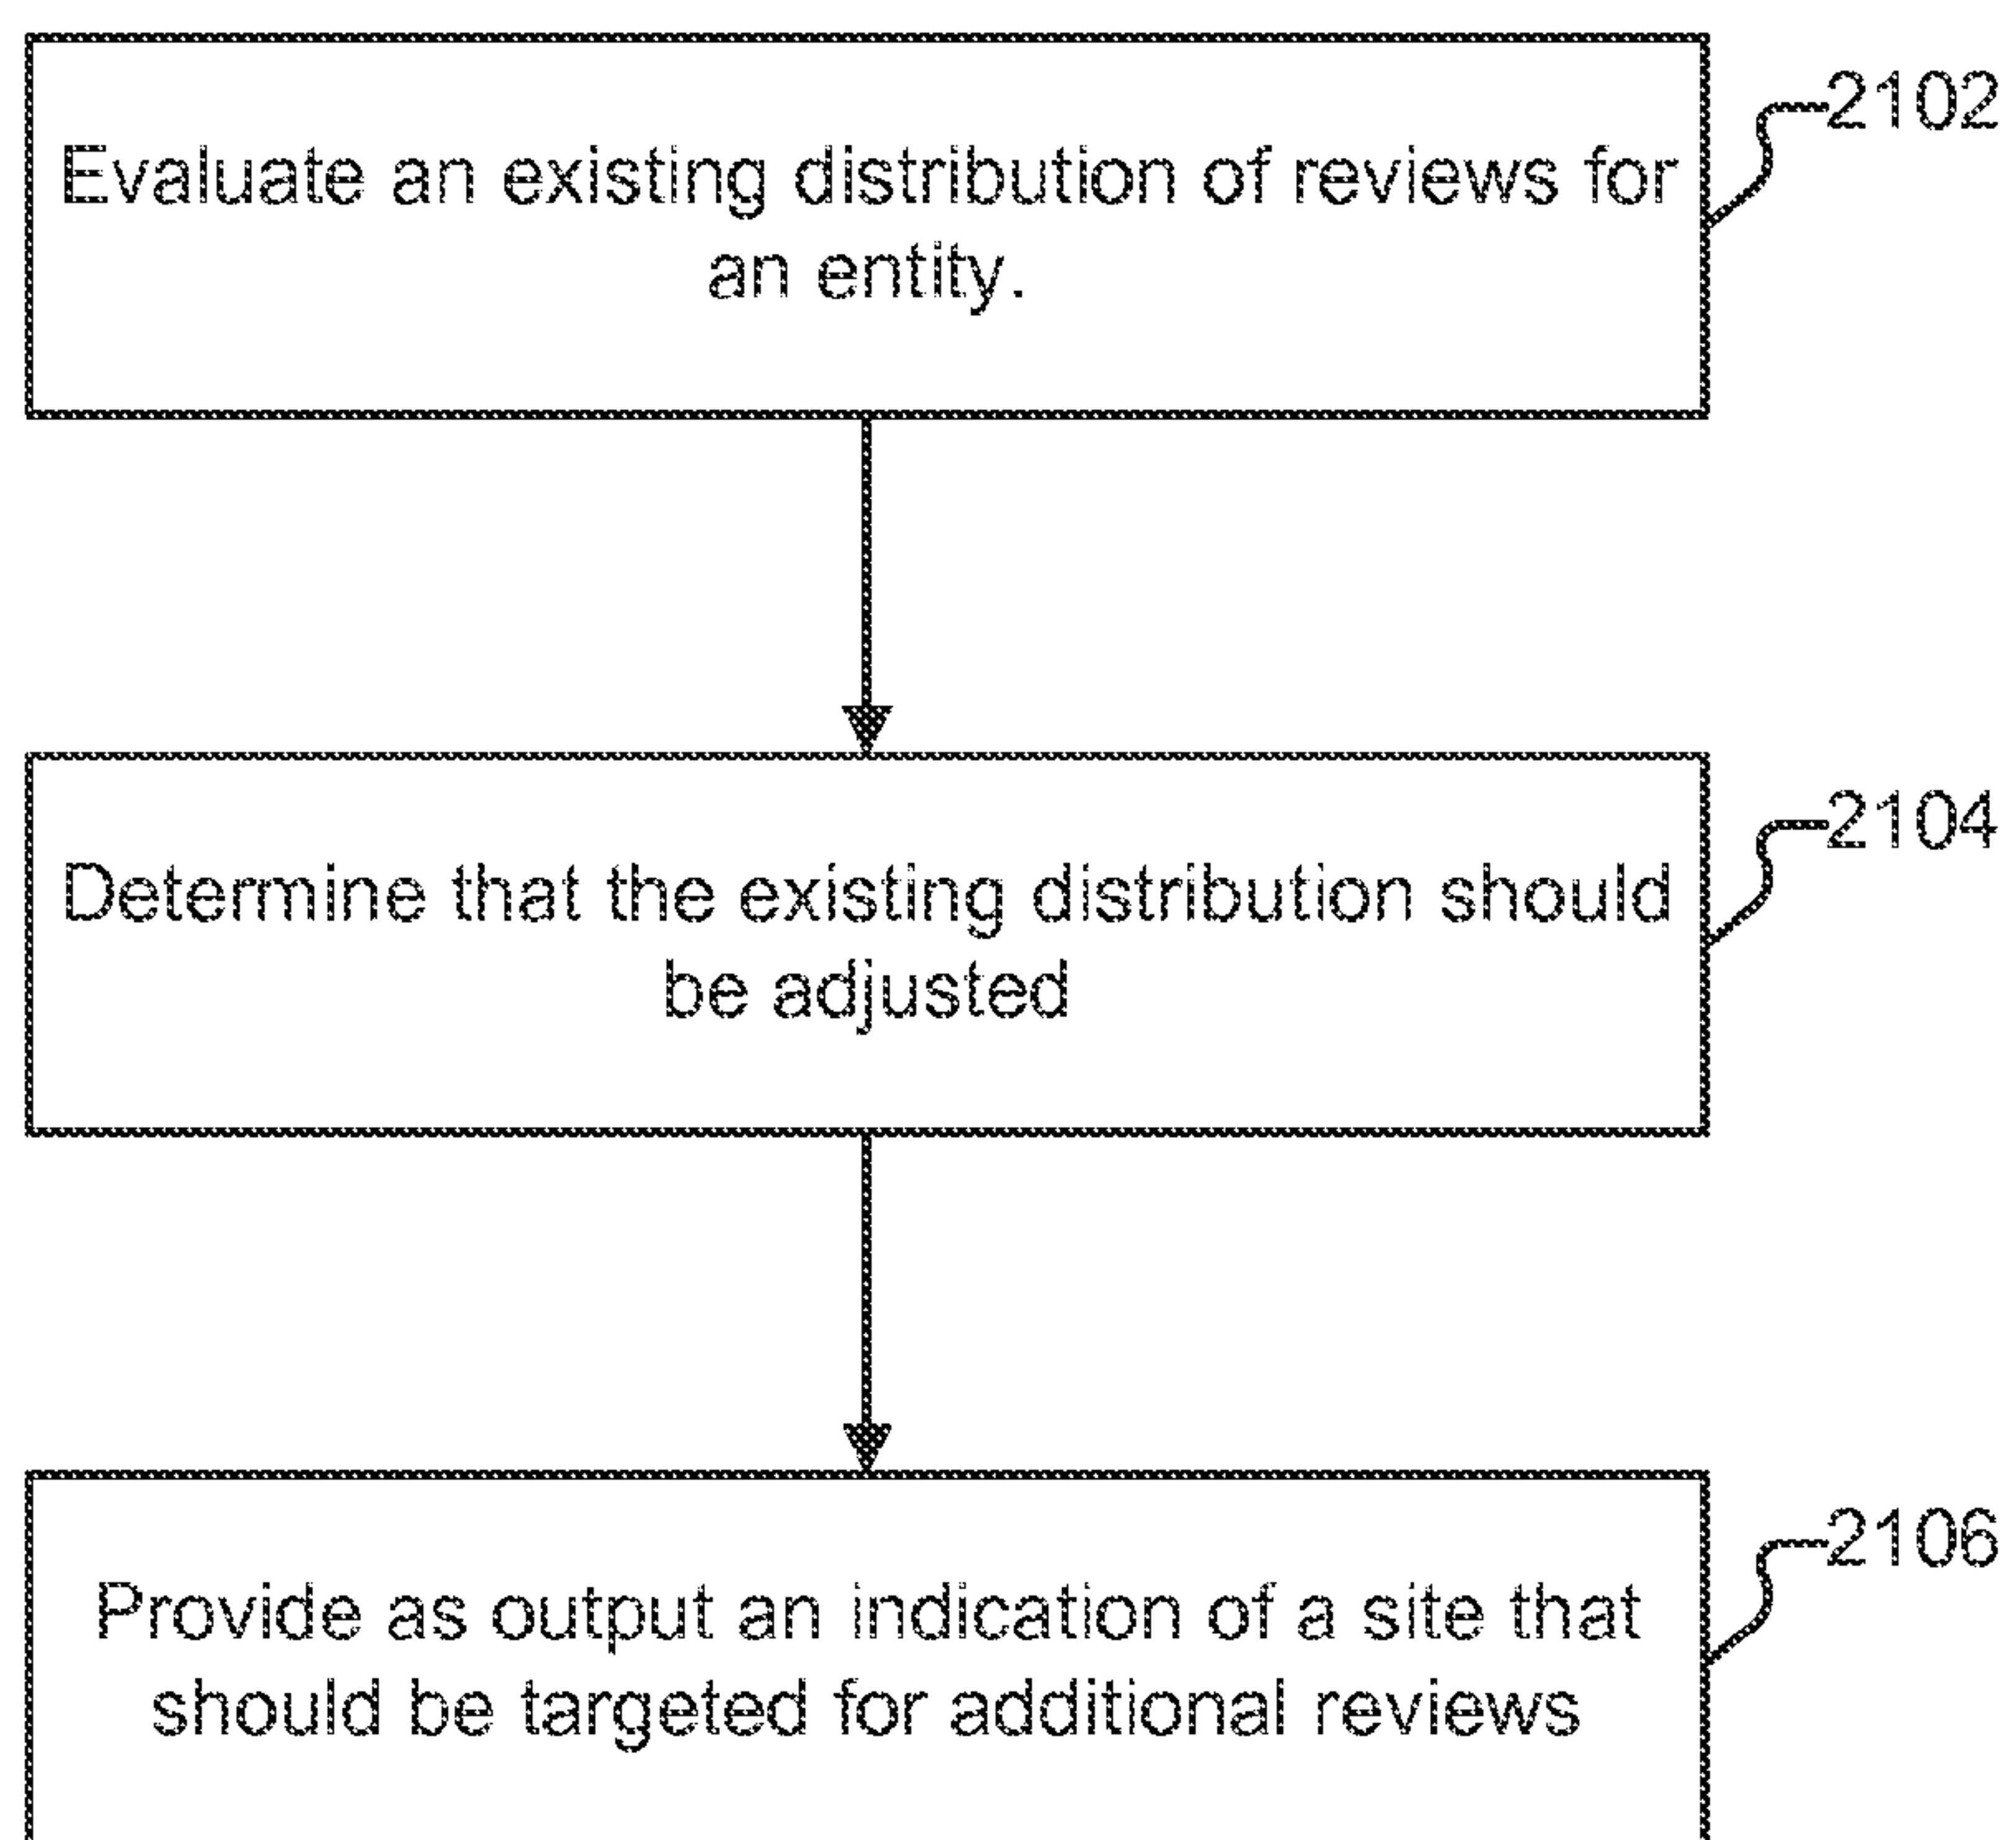 2102
Evaluate an existing distribution of reviews for
an entity.
2104
Determine that the existing distribution should
be adjusted
2106
Provide as output an indication of a site that
should be targeted for additional reviews